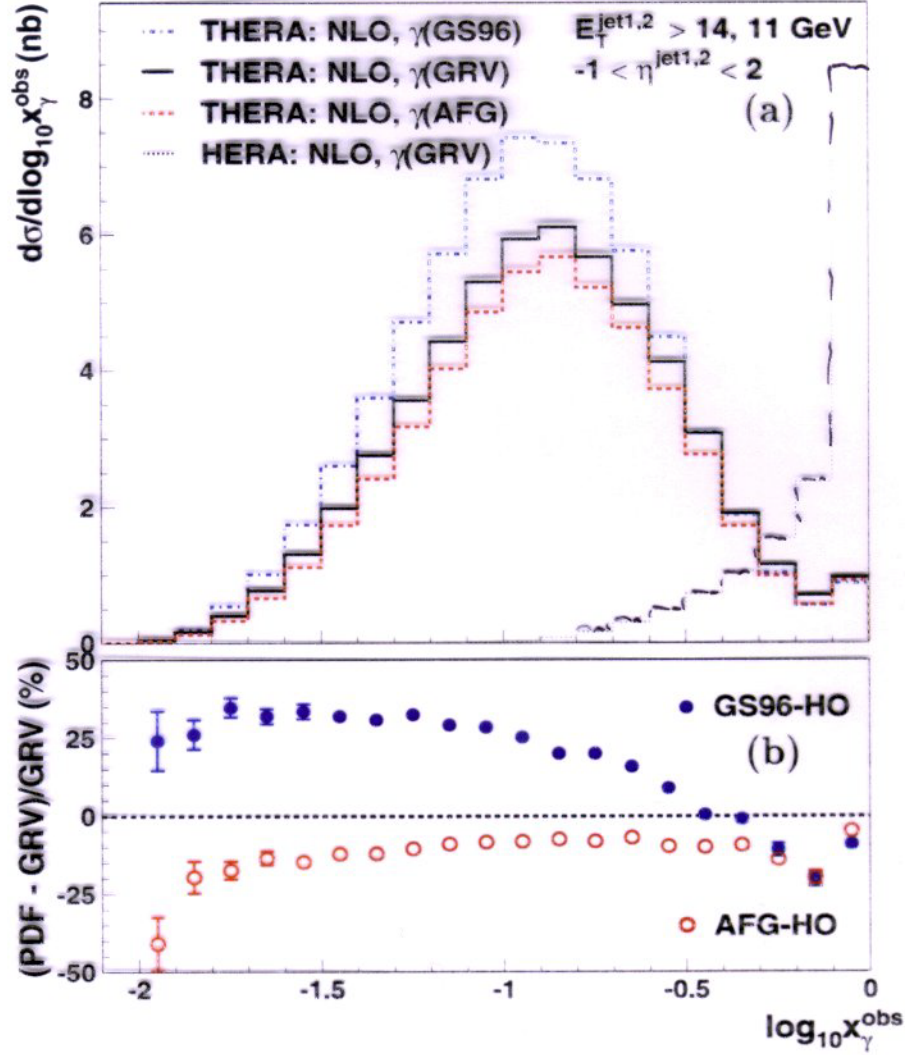 dσ/dlog₁₀xγ^obs (nb)
THERA: NLO, γ(GS96)
THERA: NLO, γ(GRV)
THERA: NLO, γ(AFG)
HERA: NLO, γ(GRV)
E_T^jet1,2 > 14, 11 GeV
-1 < η^jet1,2 < 2
(a)
8
6
4
2
0
(PDF - GRV)/GRV (%)
50
25
0
-25
-50
GS96-HO
(b)
AFG-HO
-2 -1.5 -1 -0.5 0
log₁₀xγ^obs